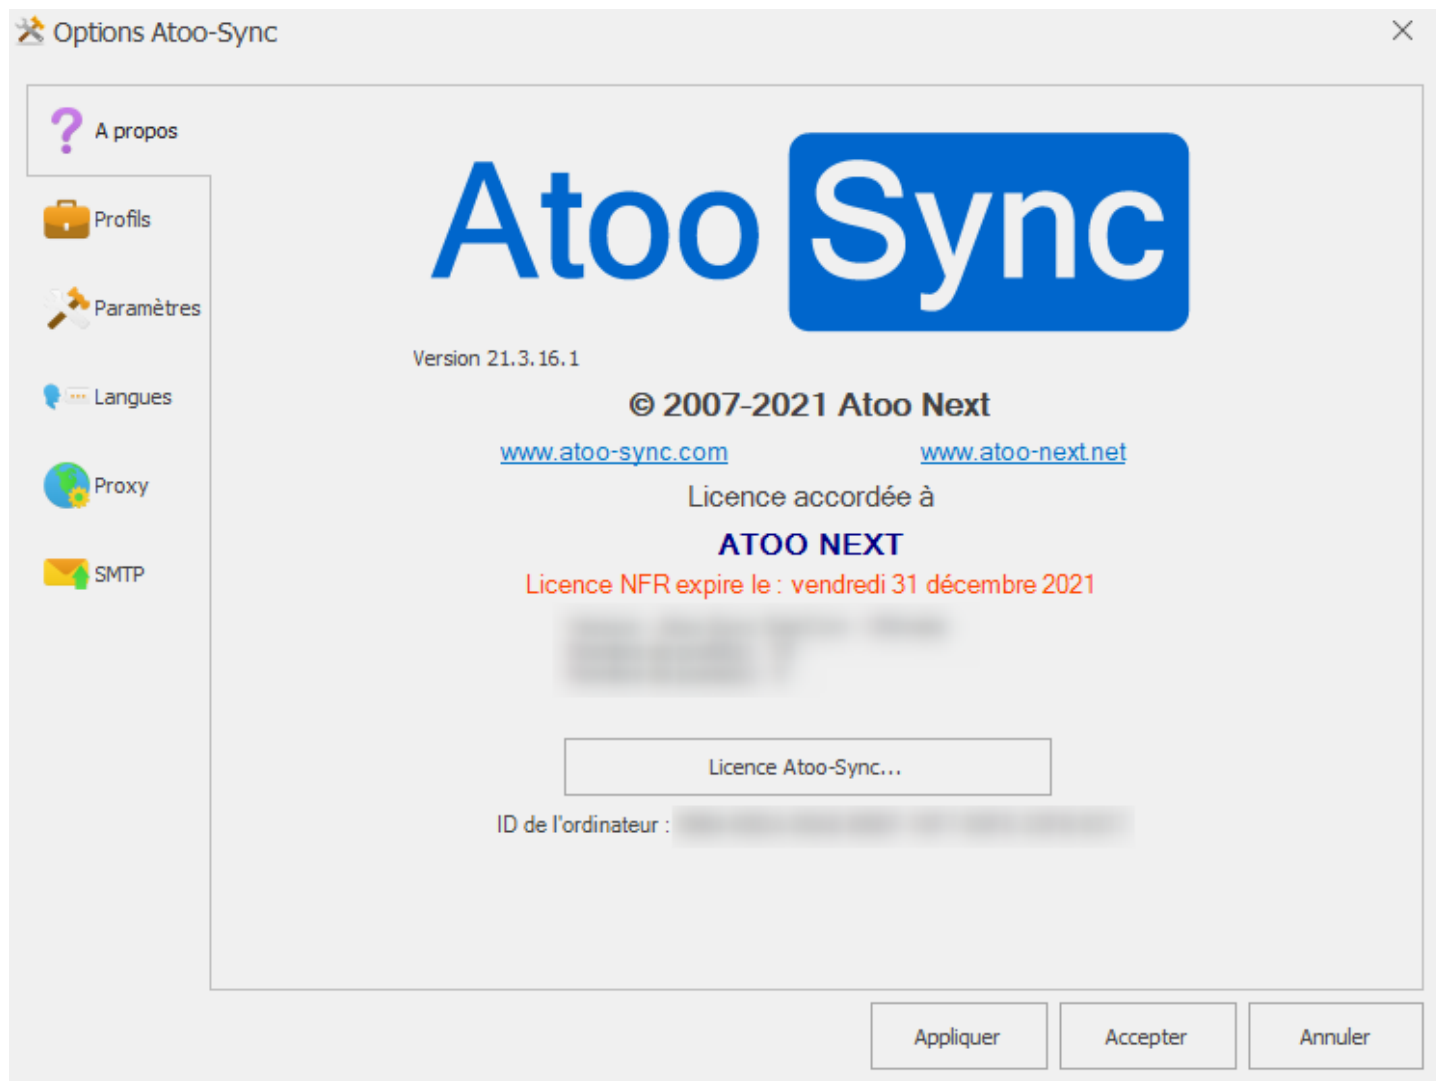 Options Atoo-Sync
A propos
Profils
Paramètres
Langues
Proxy
SMTP
Atoo Sync
Version 21.3.16.1
© 2007-2021 Atoo Next
www.atoo-sync.com www.atoo-next.net
Licence accordée à
ATOO NEXT
Licence NFR expire le : vendredi 31 décembre 2021
Licence Atoo-Sync...
ID de l'ordinateur :
Appliquer Accepter Annuler